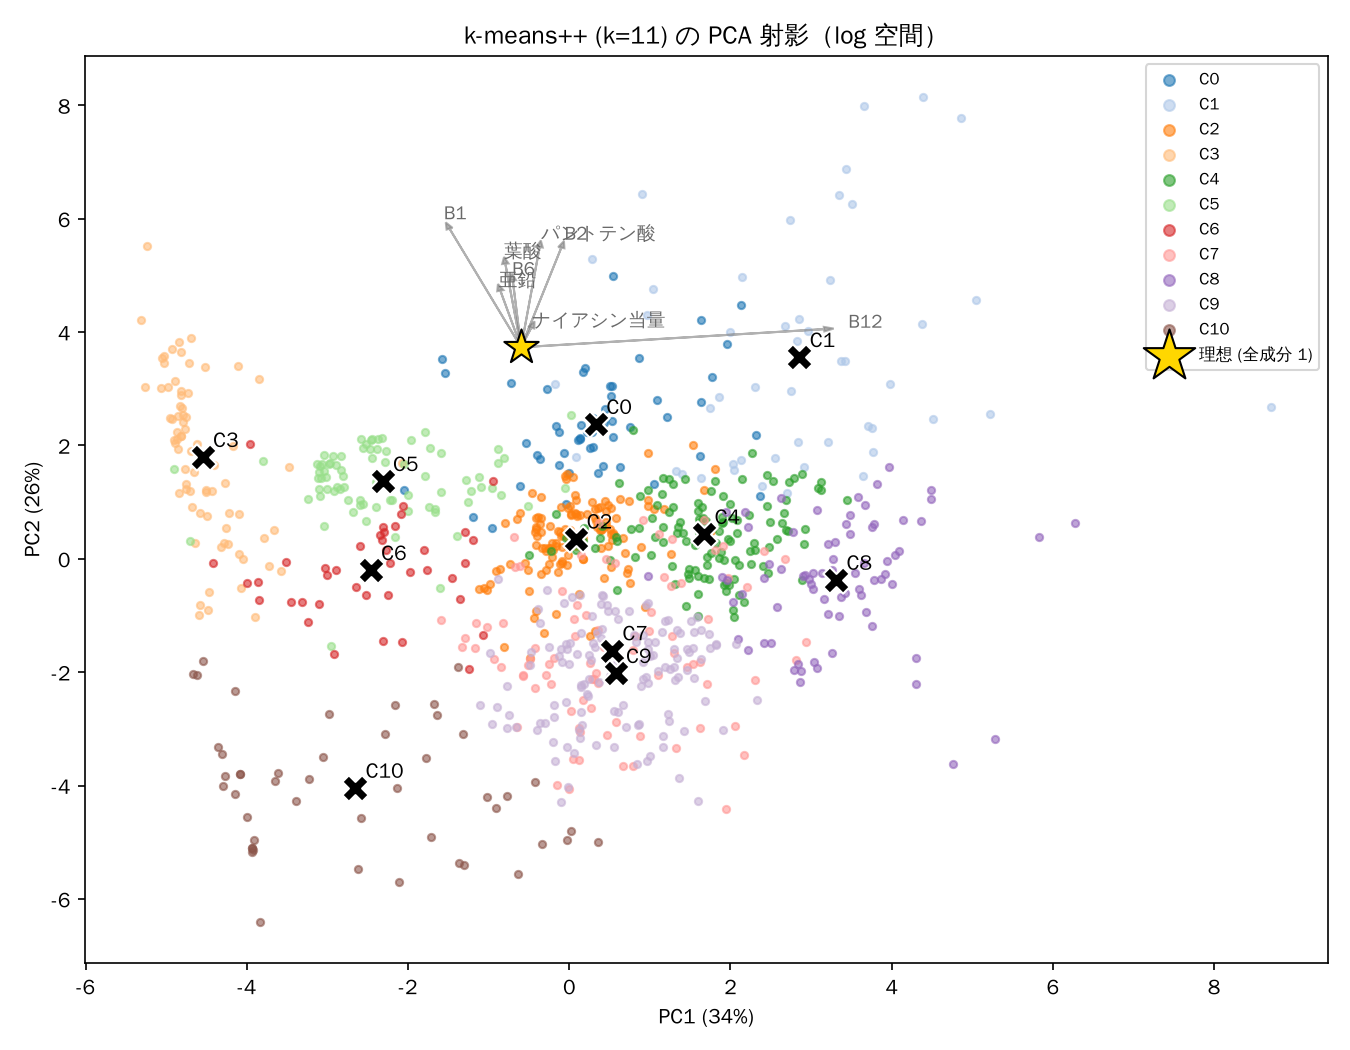 k-means++ (k=11) の PCA 射影（log 空間）
C0
C1
C2
C3
C4
C5
C6
C7
C8
C9
C10
理想 (全成分 1)
B1
パントテン酸
B2
葉酸
B6
亜鉛
ナイアシン当量
B12
C1
C0
C3
C5
C2
C4
C6
C8
C7
C9
C10
8
6
4
2
0
-2
-4
-6
PC2 (26%)
-6
-4
-2
0
2
4
6
8
PC1 (34%)